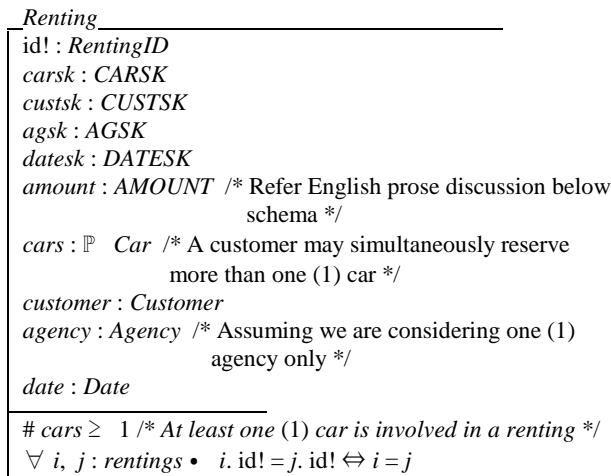 Renting
id! : RentingID
carsk : CARSK
custsk : CUSTSK
agsk : AGSK
datesk : DATESK
amount : AMOUNT /* Refer English prose discussion below
schema */
cars : ℙ Car /* A customer may simultaneously reserve
more than one (1) car */
customer : Customer
agency : Agency /* Assuming we are considering one (1)
agency only */
date : Date
# cars ≥ 1 /* At least one (1) car is involved in a renting */
∀ i, j : rentings • i. id! = j. id! ⇔ i = j